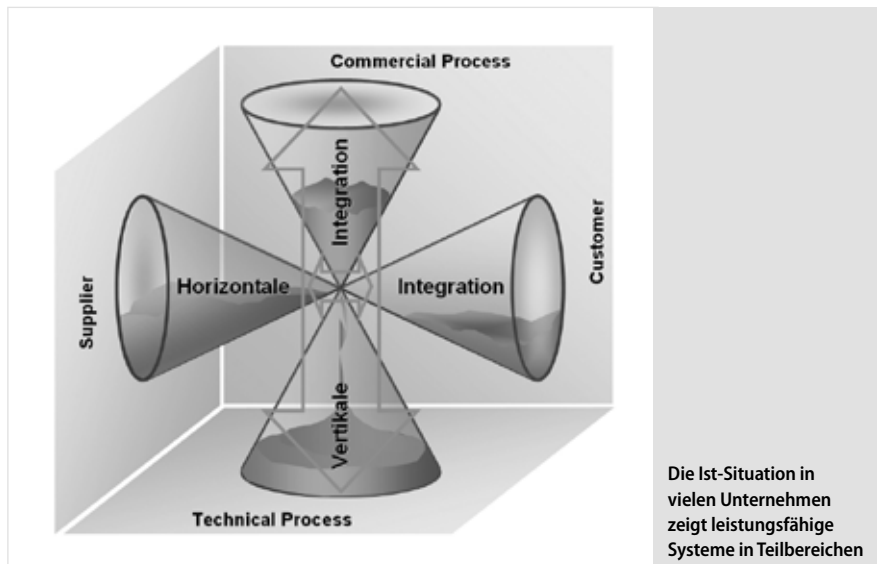 Commercial Process
Integration
Supplier
Horizontale
Integration
Customer
Vertikale
Technical Process
Die Ist-Situation in
vielen Unternehmen
zeigt leistungsfähige
Systeme in Teilbereichen